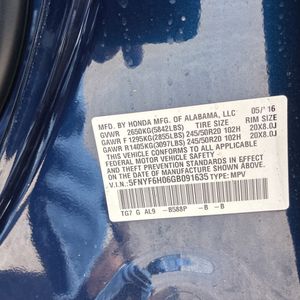 MFD. BY HONDA MFG. OF ALABAMA, LLC 05/16
GVWR 2650KG(5842LBS) TIRE SIZE RIM SIZE
GAWR F 1295KG(2855LBS) 245/50R20 102H 20X8.0J
GAWR R1405KG(3097LBS) 245/50R20 102H 20X8.0J
THIS VEHICLE CONFORMS TO ALL APPLICABLE
FEDERAL MOTOR VEHICLE SAFETY AND
THEFT PREVENTION STANDARDS IN EFFECT ON
THE DATE OF MANUFACTURE SHOWN ABOVE.
V.I.N.: 5FNYF6H06GB091635 TYPE: MPV
TG7 G AL9 -B588P -B -B